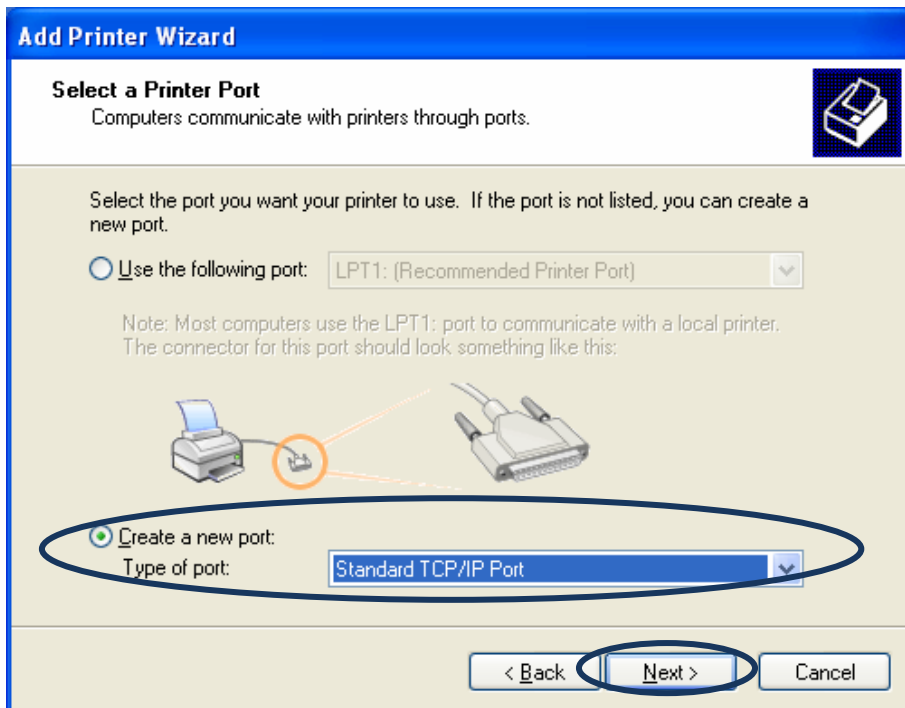 Add Printer Wizard
Select a Printer Port
Computers communicate with printers through ports.
Select the port you want your printer to use. If the port is not listed, you can create a
new port.
Use the following port:
LPT1: (Recommended Printer Port)
Note: Most computers use the LPT1: port to communicate with a local printer.
The connector for this port should look something like this:
Create a new port:
Type of port:
Standard TCP/IP Port
< Back
Next >
Cancel